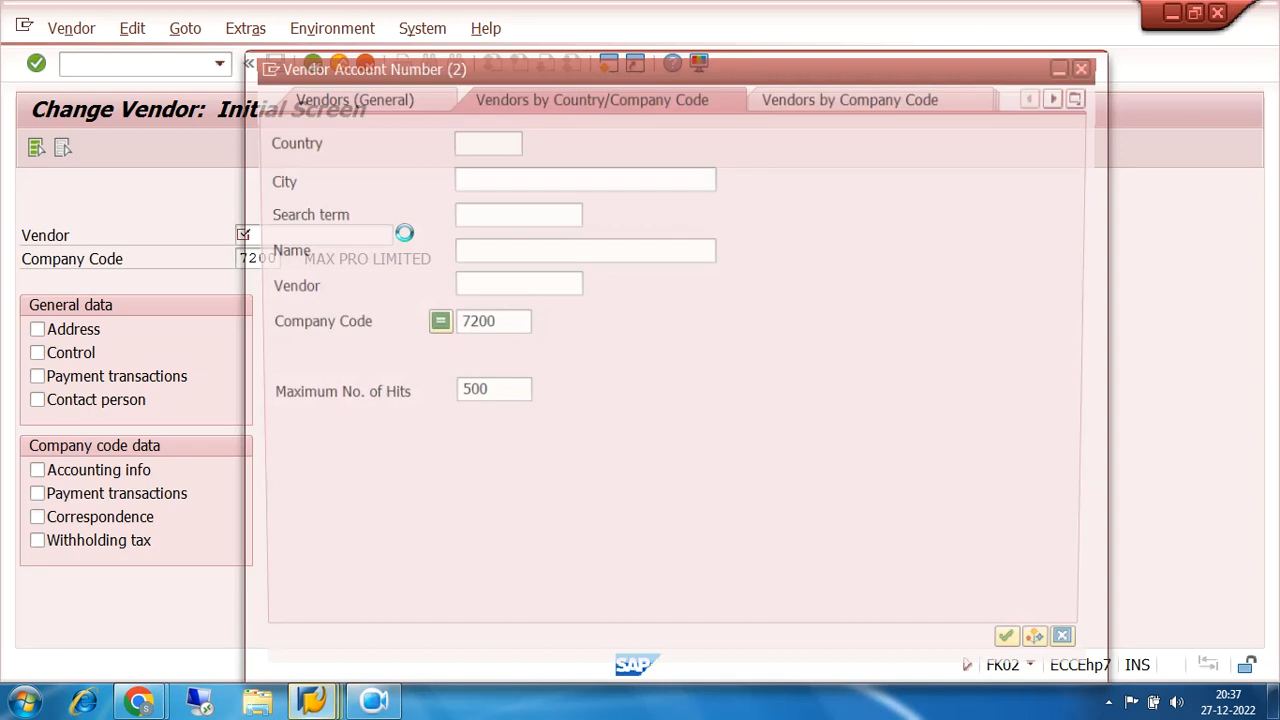 Vendor Edit Goto Extras Environment System Help
Vendor Account Number (2)
Change Vendor: Initial Screen
Vendors (General) Vendors by Country/Company Code Vendors by Company Code
Country
City
Search term
Vendor
Name
Company Code 7200 MAX PRO LIMITED
Vendor
Company Code 7200
Maximum No. of Hits 500
General data
Address
Control
Payment transactions
Contact person
Company code data
Accounting info
Payment transactions
Correspondence
Withholding tax
SAP
FK02 ECCEhp7 INS
20:37
27-12-2022